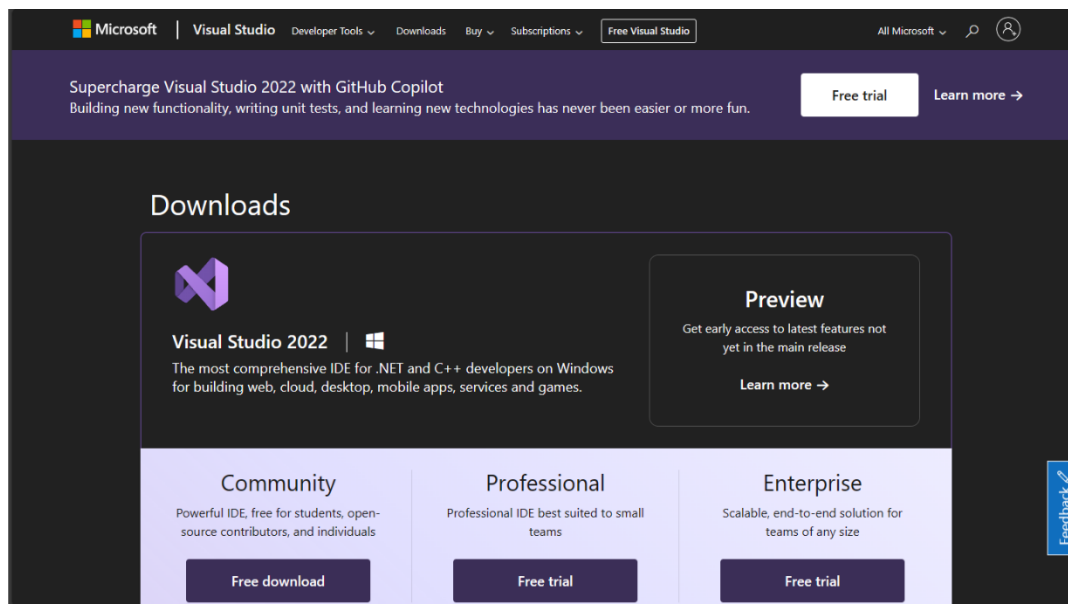 Microsoft | Visual Studio Developer Tools Downloads Buy Subscriptions Free Visual Studio All Microsoft
Supercharge Visual Studio 2022 with GitHub Copilot
Building new functionality, writing unit tests, and learning new technologies has never been easier or more fun.
Free trial
Learn more →
Downloads
Visual Studio 2022 |
The most comprehensive IDE for .NET and C++ developers on Windows
for building web, cloud, desktop, mobile apps, services and games.
Preview
Get early access to latest features not
yet in the main release
Learn more →
Community
Powerful IDE, free for students, open-
source contributors, and individuals
Free download
Professional
Professional IDE best suited to small
teams
Free trial
Enterprise
Scalable, end-to-end solution for
teams of any size
Free trial
Feedback